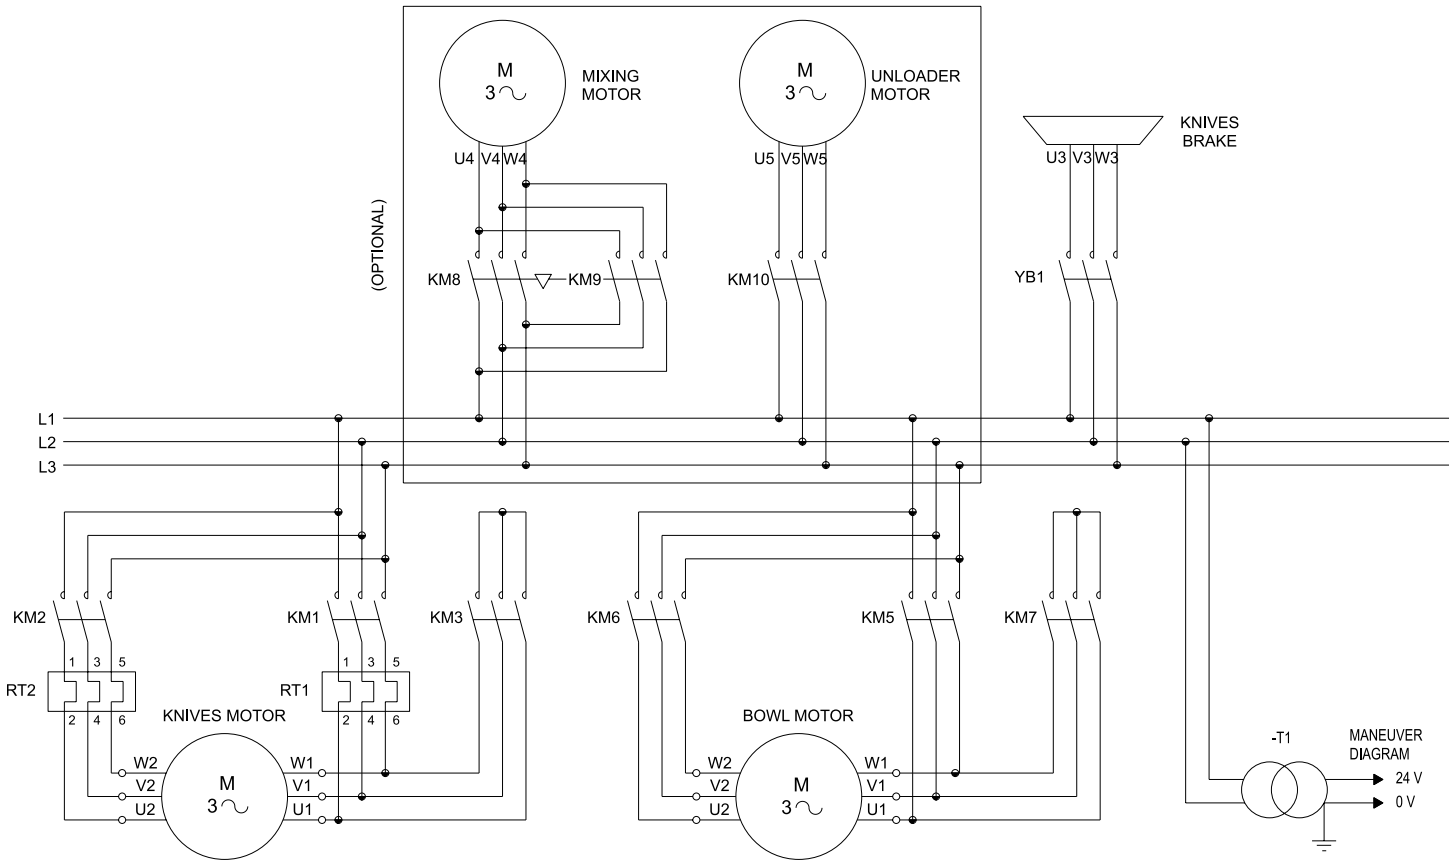 M
3
MIXING
MOTOR
M
3
UNLOADER
MOTOR
KNIVES
BRAKE
U4 V4 W4
U5 V5 W5
U3 V3 W3
(OPTIONAL)
KM8
KM9
KM10
YB1
L1
L2
L3
KM2
KM1
KM3
KM6
KM5
KM7
1 3 5
1 3 5
RT2
RT1
2 4 6
2 4 6
KNIVES MOTOR
BOWL MOTOR
W2
V2
U2
M
3
W1
V1
U1
W2
V2
U2
M
3
W1
V1
U1
-T1
MANEUVER
DIAGRAM
24 V
0 V